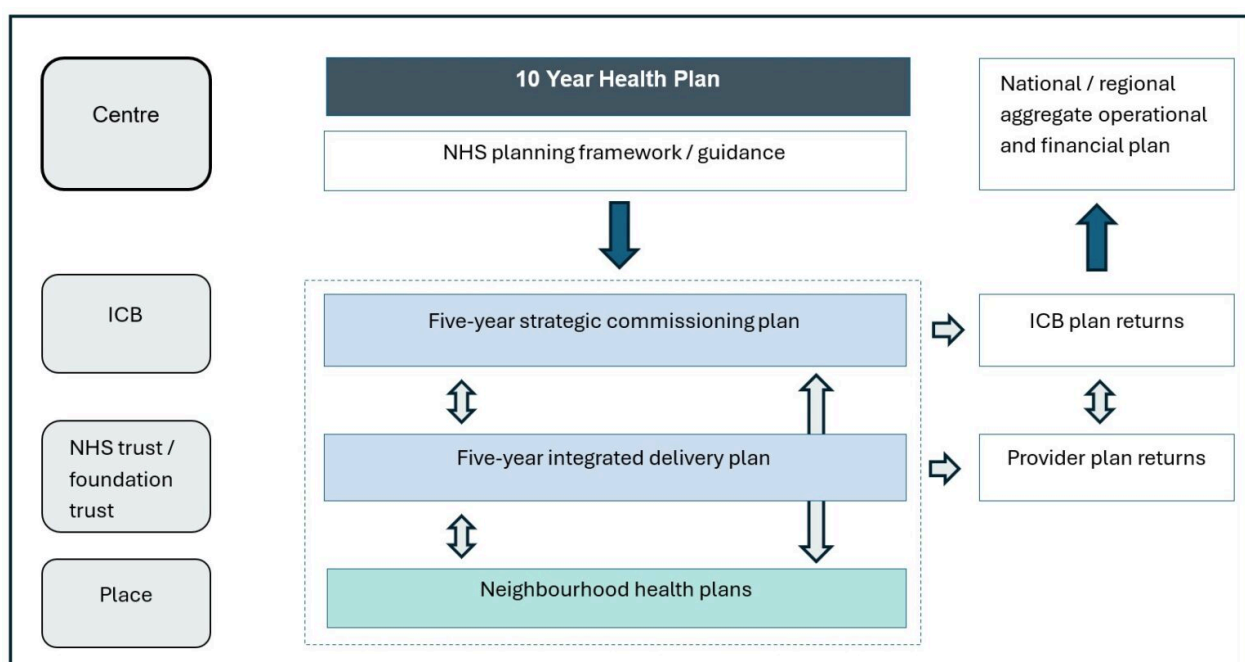 Centre
10 Year Health Plan
NHS planning framework / guidance
National / regional
aggregate operational
and financial plan
ICB
Five-year strategic commissioning plan
ICB plan returns
NHS trust /
foundation
trust
Five-year integrated delivery plan
Provider plan returns
Place
Neighbourhood health plans